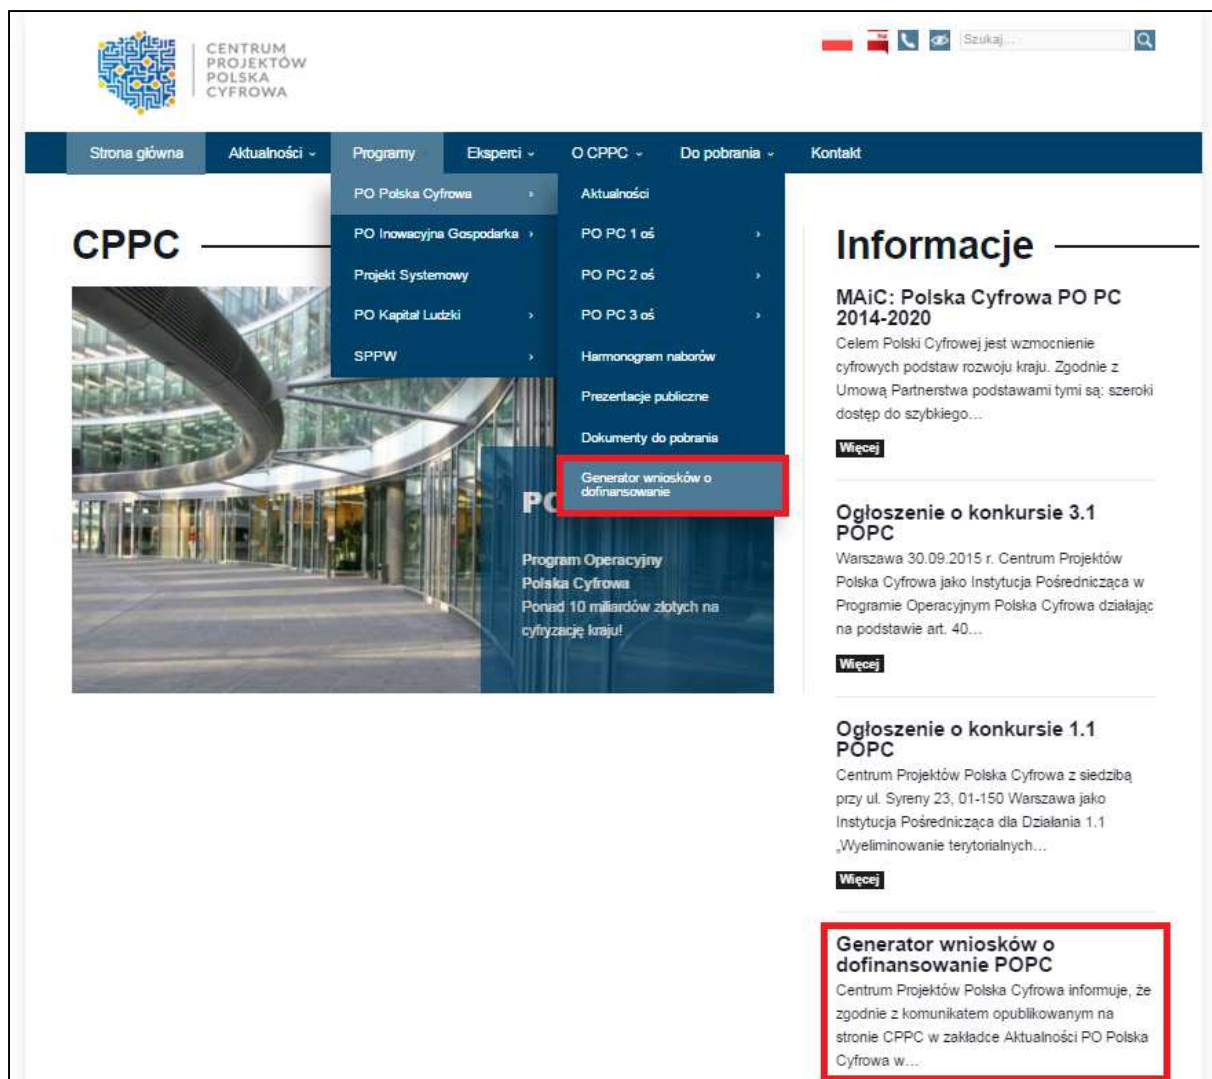 CENTRUM
PROJEKTÓW
POLSKA
CYFROWA
Szukaj...
Strona główna
Aktualności
Programy
Eksperci
O CPPC
Do pobrania
Kontakt
PO Polska Cyfrowa
PO Inowacyjna Gospodarka
Projekt Systemowy
PO Kapitał Ludzki
SPPW
Aktualności
PO PC 1 oś
PO PC 2 oś
PO PC 3 oś
Harmonogram naborów
Prezentacje publiczne
Dokumenty do pobrania
Generator wniosków o
dofinansowanie
CPPC
PO
Program Operacyjny
Polska Cyfrowa
Ponad 10 miliardów złotych na
cyfryzację kraju!
Informacje
MAiC: Polska Cyfrowa PO PC
2014-2020
Celem Polski Cyfrowej jest wzmocnienie
cyfrowych podstaw rozwoju kraju. Zgodnie z
Umową Partnerstwa podstawami tymi są: szeroki
dostęp do szybkiego...
Więcej
Ogłoszenie o konkursie 3.1
POPC
Warszawa 30.09.2015 r. Centrum Projektów
Polska Cyfrowa jako Instytucja Pośrednicząca w
Programie Operacyjnym Polska Cyfrowa działając
na podstawie art. 40...
Więcej
Ogłoszenie o konkursie 1.1
POPC
Centrum Projektów Polska Cyfrowa z siedzibą
przy ul. Syreny 23, 01-150 Warszawa jako
Instytucja Pośrednicząca dla Działania 1.1
„Wyeliminowanie terytorialnych...
Więcej
Generator wniosków o
dofinansowanie POPC
Centrum Projektów Polska Cyfrowa informuje, że
zgodnie z komunikatem opublikowanym na
stronie CPPC w zakładce Aktualności PO Polska
Cyfrowa w...